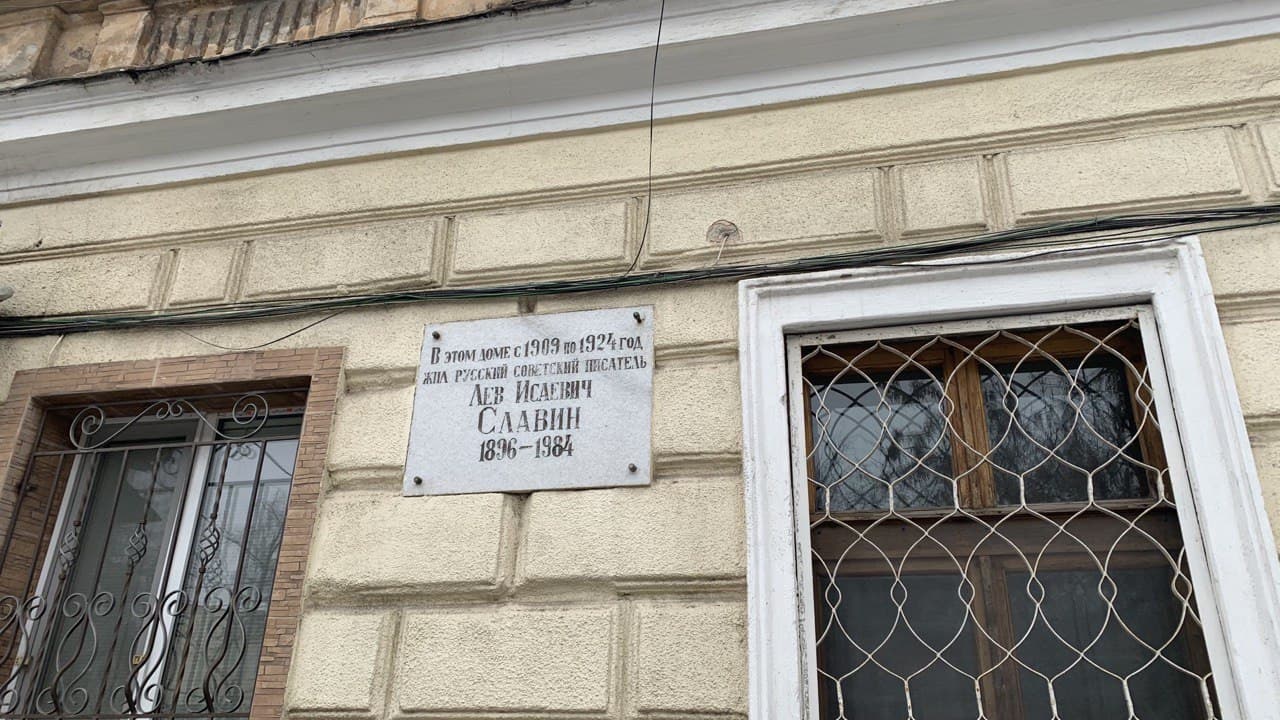 В этом доме с 1909 по 1924 год
жил русский советский писатель
Лев Исаевич
Славин
1896–1984